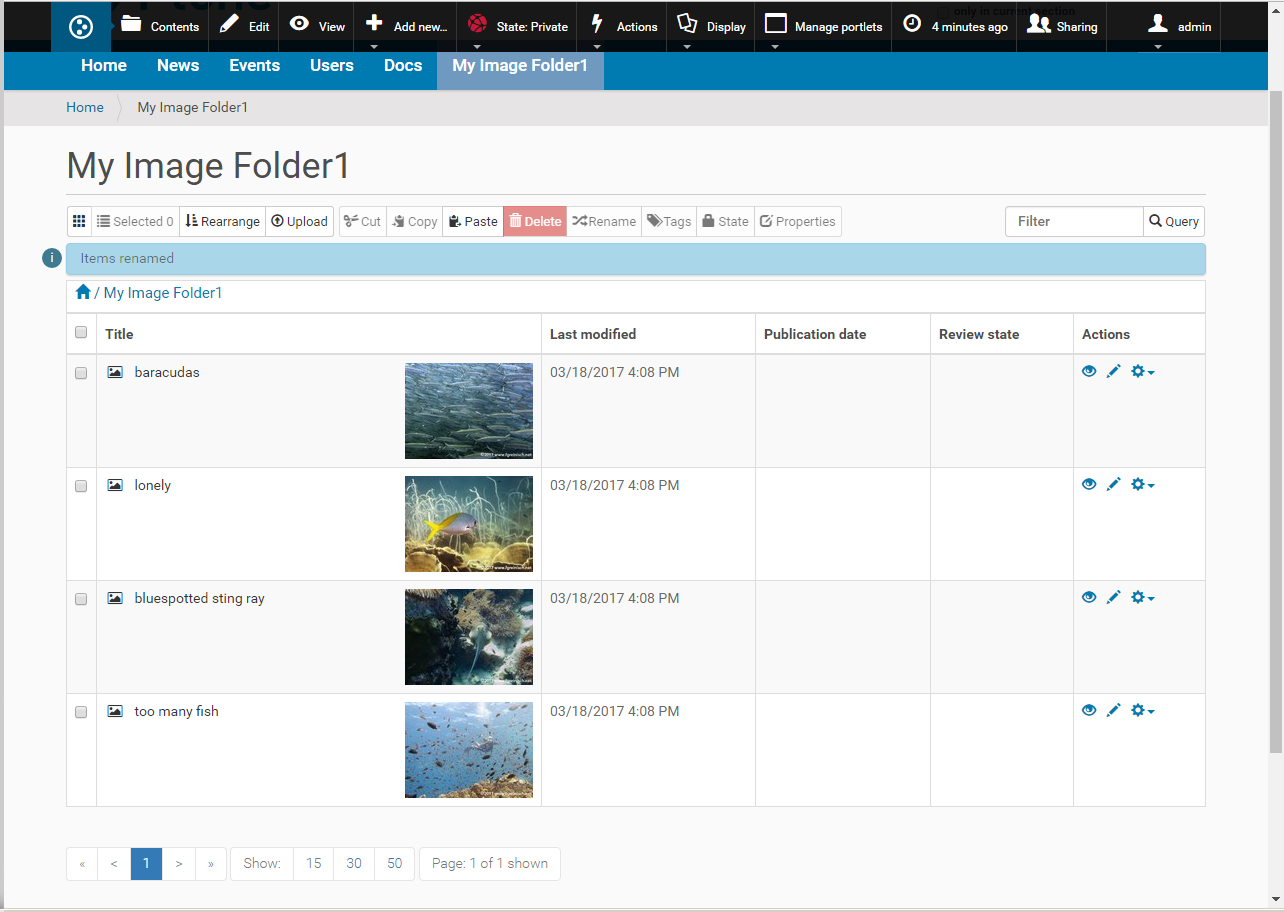 only in current section
Contents Edit View Add new... State: Private Actions Display Manage portlets 4 minutes ago Sharing admin
Home News Events Users Docs My Image Folder1
Home My Image Folder1
My Image Folder1
Selected 0 Rearrange Upload Cut Copy Paste Delete Rename Tags State Properties Filter Query
Items renamed
/ My Image Folder1
Title Last modified Publication date Review state Actions
baracudas 03/18/2017 4:08 PM
lonely 03/18/2017 4:08 PM
bluespotted sting ray 03/18/2017 4:08 PM
too many fish 03/18/2017 4:08 PM
« < 1 > » Show: 15 30 50 Page: 1 of 1 shown